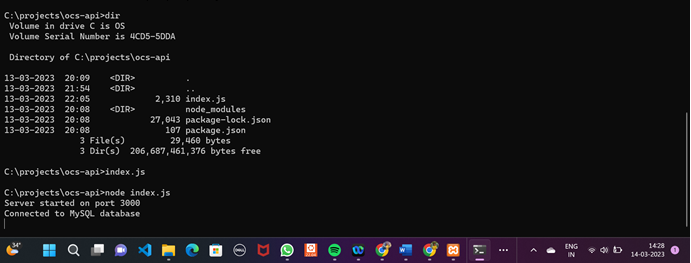 C:\projects\ocs-api>dir
 Volume in drive C is OS
 Volume Serial Number is 4CD5-5DDA

 Directory of C:\projects\ocs-api

13-03-2023  20:09    <DIR>          .
13-03-2023  21:54    <DIR>          ..
13-03-2023  22:05             2,310 index.js
13-03-2023  20:08    <DIR>          node_modules
13-03-2023  20:08            27,043 package-lock.json
13-03-2023  20:08               107 package.json
               3 File(s)         29,460 bytes
               3 Dir(s)  206,687,461,376 bytes free

C:\projects\ocs-api>index.js

C:\projects\ocs-api>node index.js
Server started on port 3000
Connected to MySQL database
34°
DELL
ENG
IN
14:28
14-03-2023
1